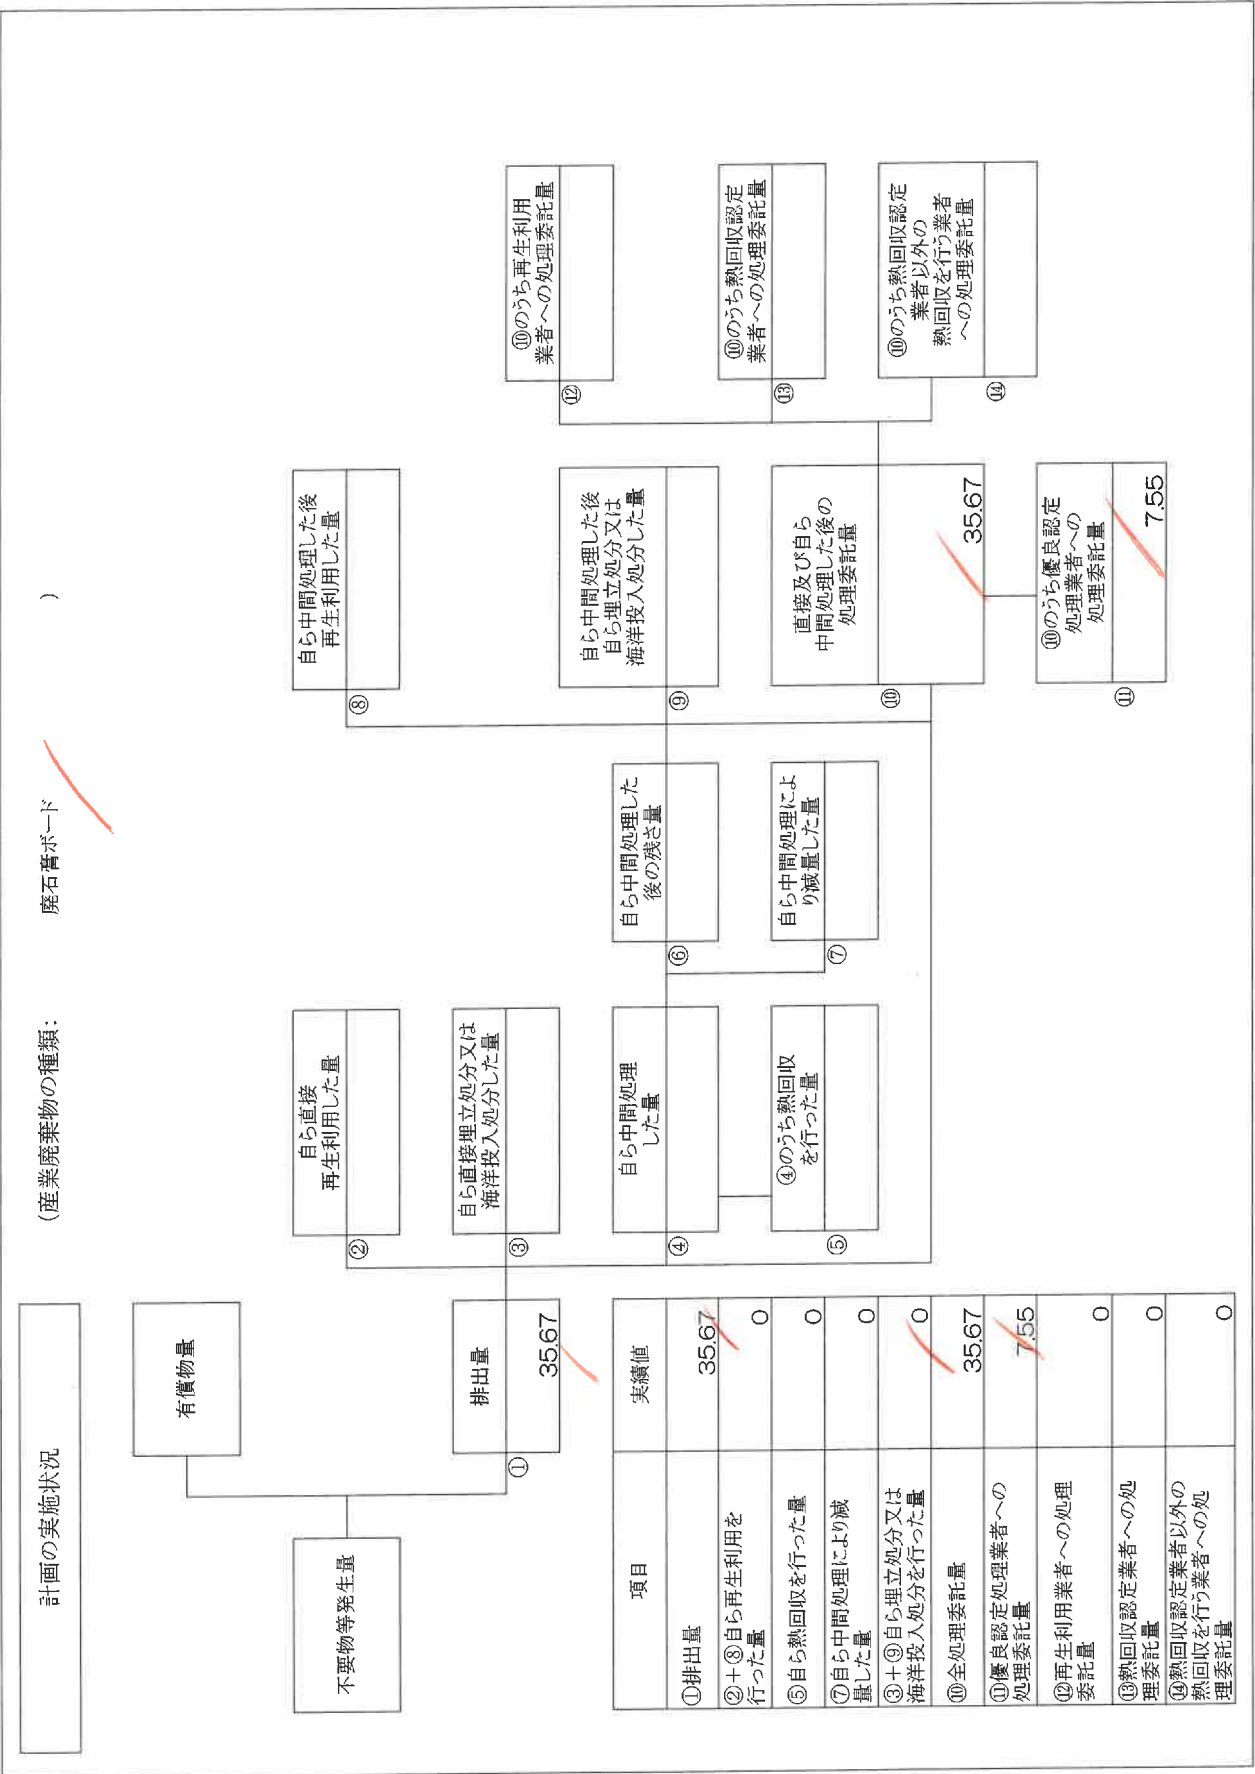 計画の実施状況
(産業廃棄物の種類: 廃石膏ボード )
有償物量
不要物等発生量
排出量
①
35.67
自ら直接
再生利用した量
②
自ら直接埋立処分又は
海洋投入処分した量
③
自ら中間処理
した量
④
④のうち熱回収
を行った量
⑤
自ら中間処理した
後の残さ量
⑥
自ら中間処理によ
り減量した量
⑦
自ら中間処理した後
再生利用した量
⑧
自ら中間処理した後
自ら埋立処分又は
海洋投入処分した量
⑨
直接及び自ら
中間処理した後の
処理委託量
⑩
35.67
⑩のうち優良認定
処理業者への
処理委託量
⑪
7.55
⑩のうち再生利用
業者への処理委託量
⑫
⑩のうち熱回収認定
業者への処理委託量
⑬
⑩のうち熱回収認定
業者以外の
熱回収を行う業者
への処理委託量
⑭
項目 実績値
①排出量 35.67
②+⑧自ら再生利用を
行った量 0
⑤自ら熱回収を行った量 0
⑦自ら中間処理により減
量した量 0
③+⑨自ら埋立処分又は
海洋投入処分を行った量 0
⑩全処理委託量 35.67
⑪優良認定処理業者への
処理委託量 7.55
⑫再生利用業者への処理
委託量 0
⑬熱回収認定業者への処
理委託量 0
⑭熱回収認定業者以外の
熱回収を行う業者への処
理委託量 0